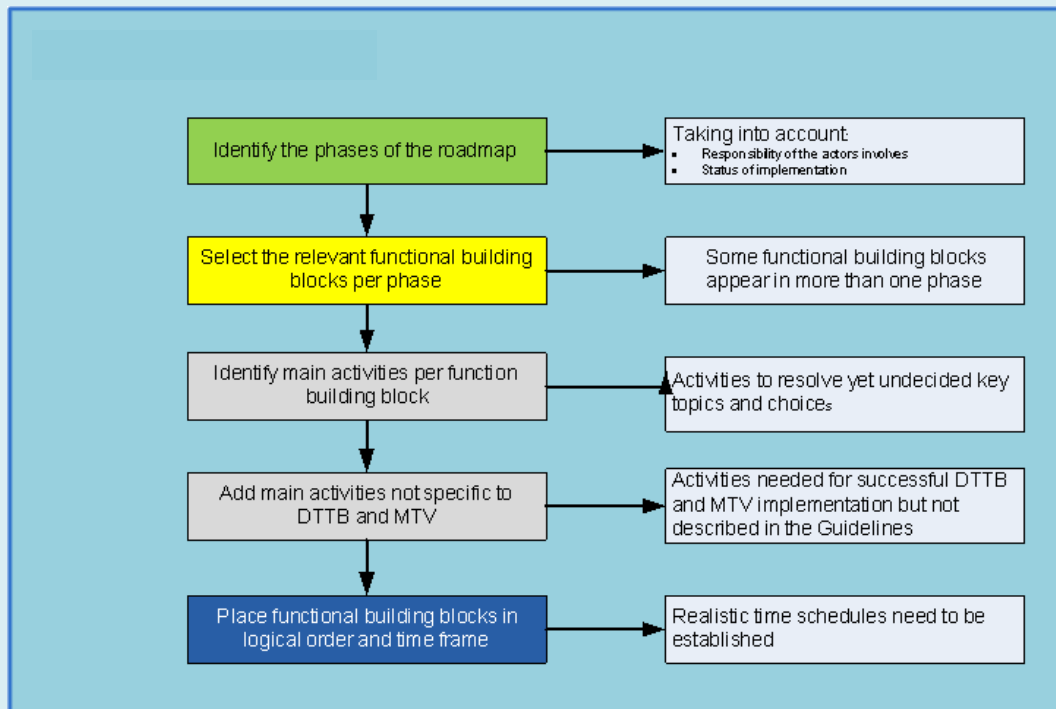 Identify the phases of the roadmap
Taking into account:
• Responsibility of the actors involves
• Status of implementation
Select the relevant functional building
blocks per phase
Some functional building blocks
appear in more than one phase
Identify main activities per function
building block
Activities to resolve yet undecided key
topics and choices
Add main activities not specific to
DTTB and MTV
Activities needed for successful DTTB
and MTV implementation but not
described in the Guidelines
Place functional building blocks in
logical order and time frame
Realistic time schedules need to be
established